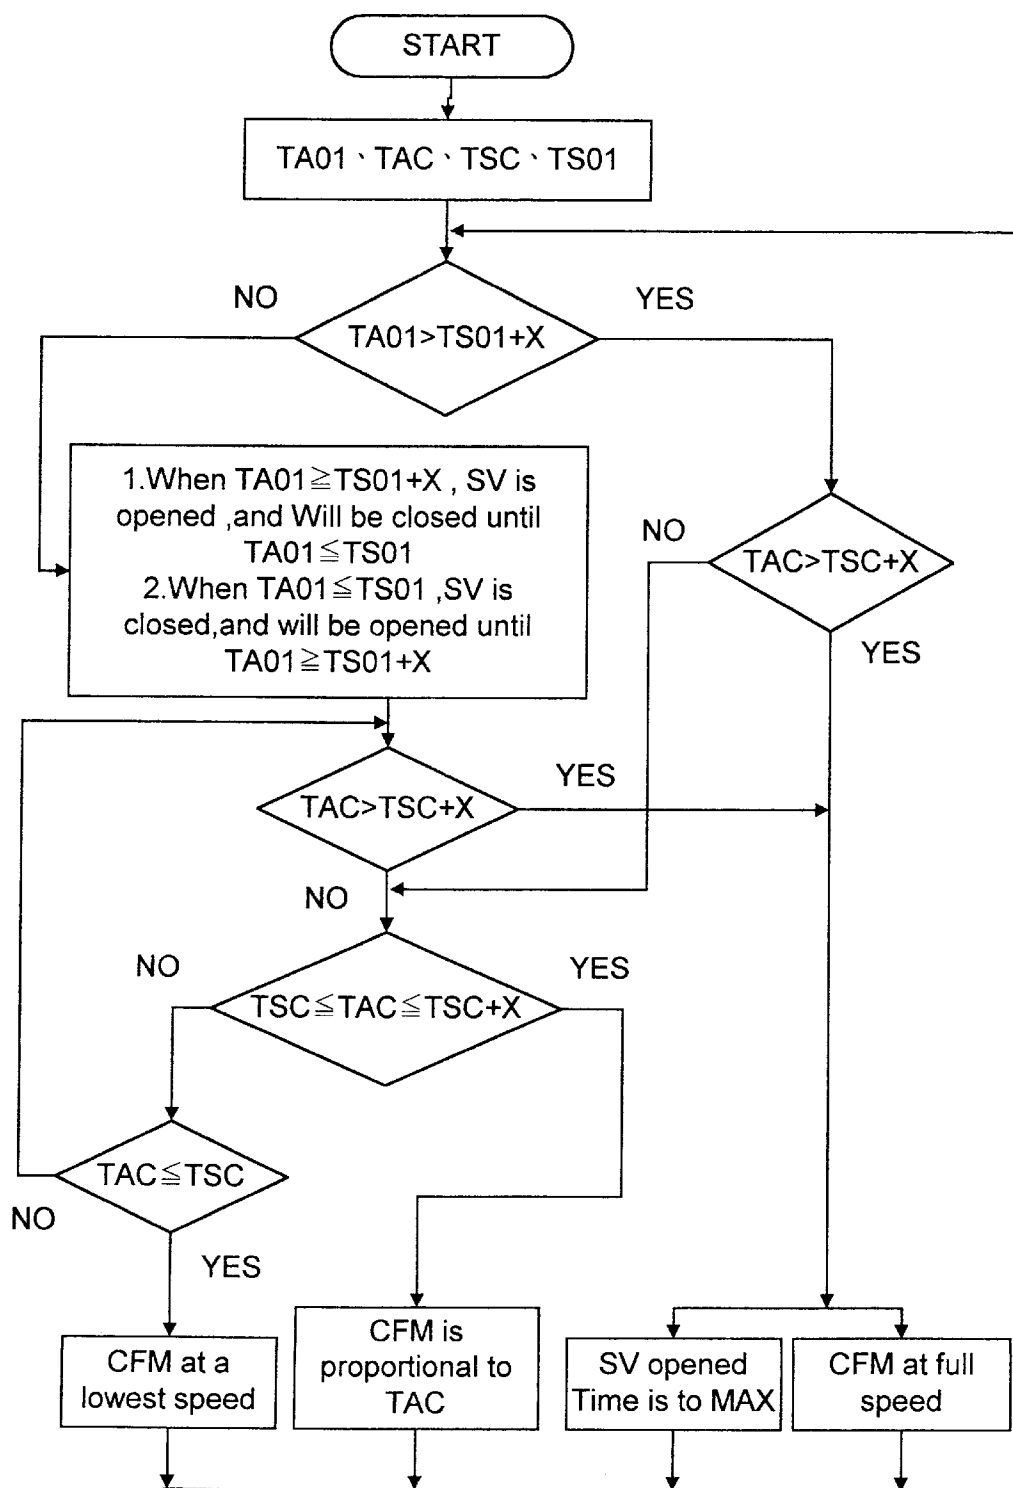 START
TA01、TAC、TSC、TS01
NO
YES
TA01>TS01+X
1.When TA01≧TS01+X , SV is
opened ,and Will be closed until
TA01≦TS01
2.When TA01≦TS01 ,SV is
closed,and will be opened until
TA01≧TS01+X
NO
TAC>TSC+X
YES
YES
TAC>TSC+X
NO
NO
YES
TSC≦TAC≦TSC+X
TAC≦TSC
NO
YES
CFM at a
lowest speed
CFM is
proportional to
TAC
SV opened
Time is to MAX
CFM at full
speed